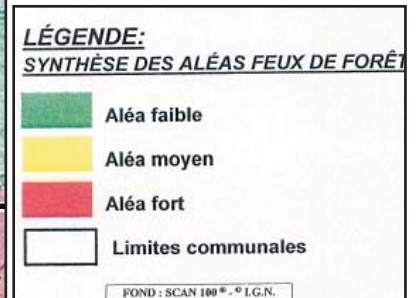 LÉGENDE:
SYNTHÈSE DES ALÉAS FEUX DE FORÊT
Aléa faible
Aléa moyen
Aléa fort
Limites communales
FOND : SCAN 100 ® - © I.G.N.